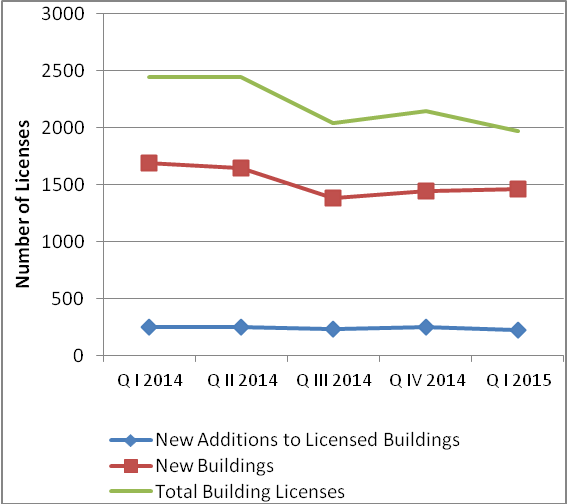 3000
2500
2000
1500
1000
500
0
Number of Licenses
Q I 2014 Q II 2014 Q III 2014 Q IV 2014 Q I 2015
New Additions to Licensed Buildings
New Buildings
Total Building Licenses